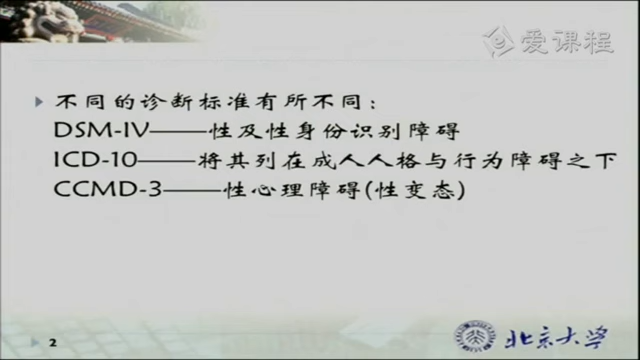 爱课程
不同的诊断标准有所不同：
DSM-IV——性及性身份识别障碍
ICD-10——将其列在成人人格与行为障碍之下
CCMD-3——性心理障碍(性变态)
2
北京大学